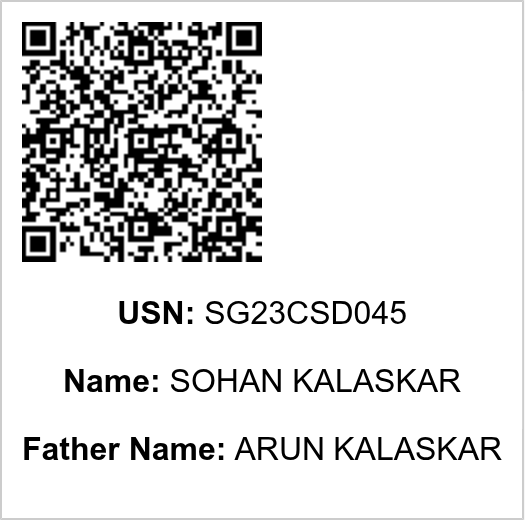 USN: SG23CSD045
Name: SOHAN KALASKAR
Father Name: ARUN KALASKAR